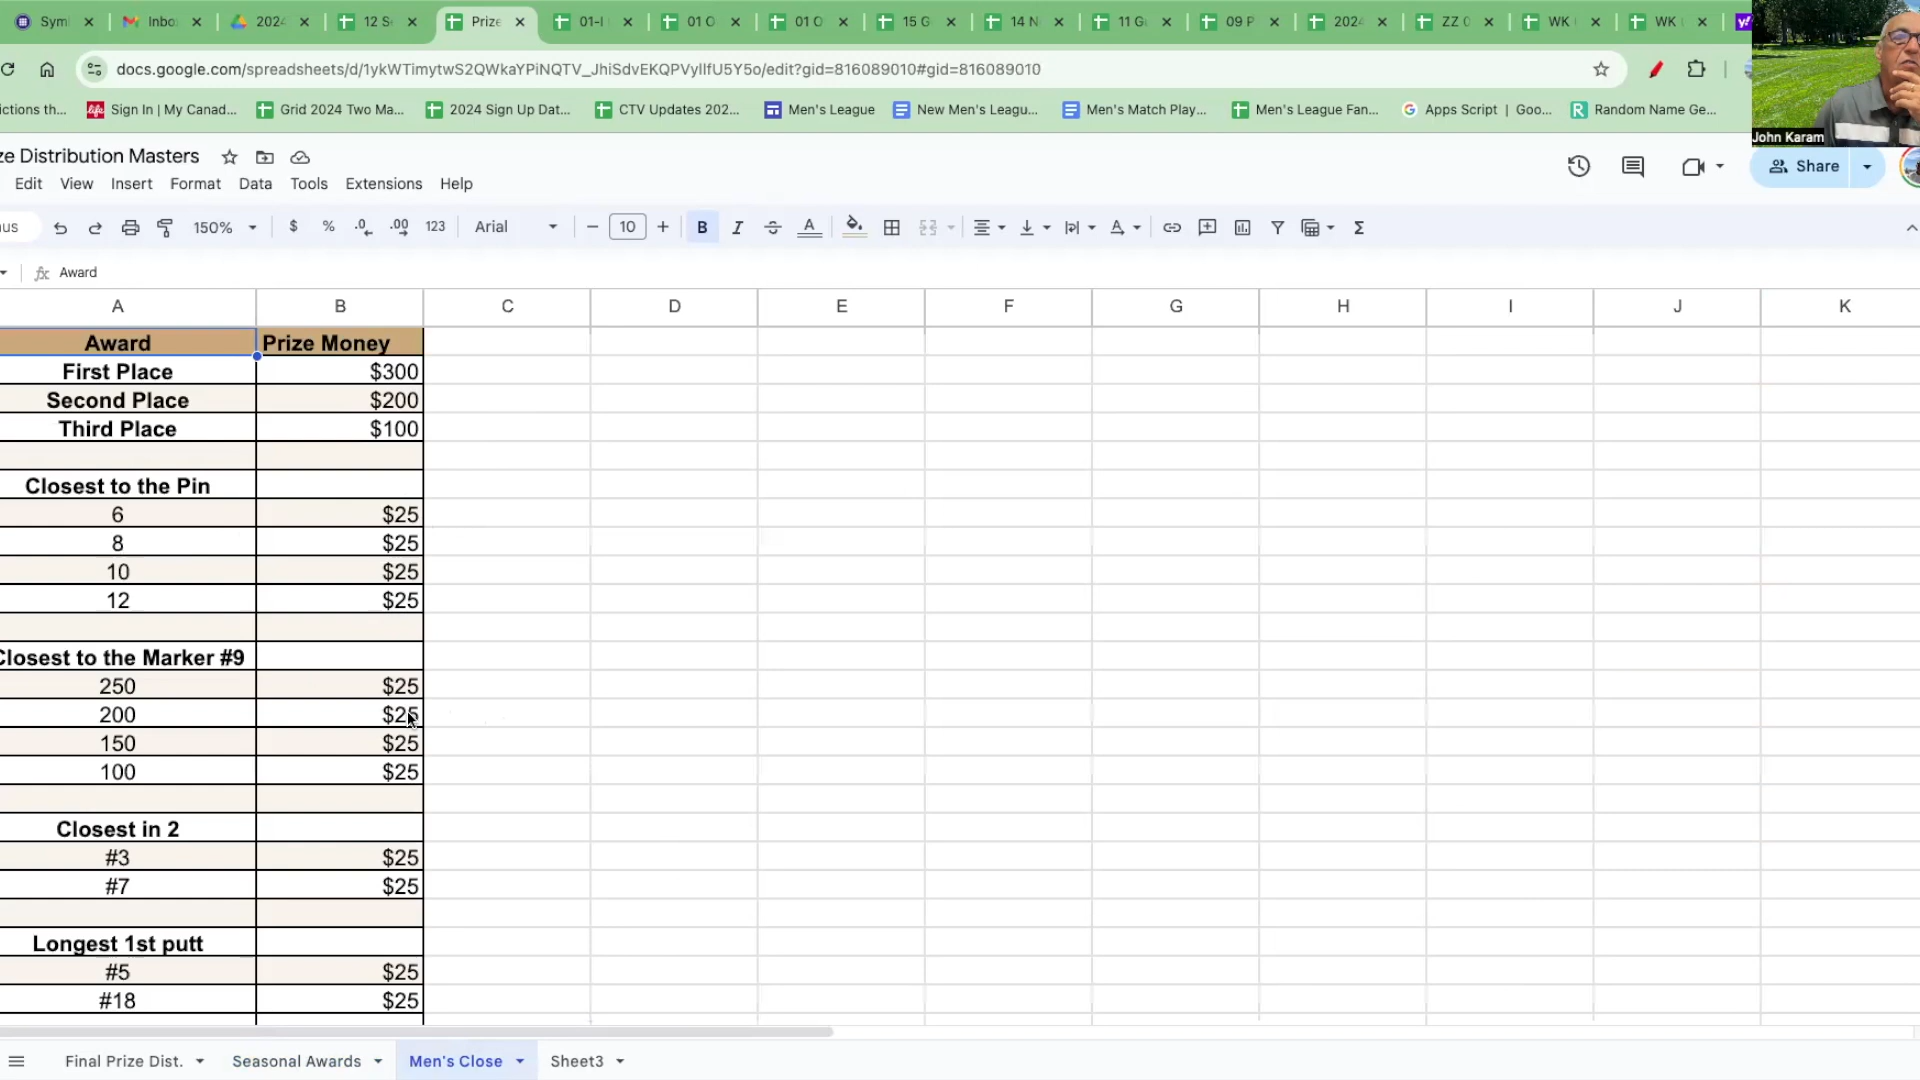 Sym
Inbo
2024
12 S
Prize
01-I
01 O
01 O
15 G
14 N
11 G
09 P
2024
ZZ 0
WK
WK
docs.google.com/spreadsheets/d/1ykWTimytwS2QWkaYPiNQTV_JhiSdvEKQPVyllfU5Y5o/edit?gid=816089010#gid=816089010
ictions th...
Sign In | My Canad...
Grid 2024 Two Ma...
2024 Sign Up Dat...
CTV Updates 202...
Men's League
New Men's Leagu...
Men's Match Play...
Men's League Fan...
Apps Script | Goo...
Random Name Ge...
John Karam
ze Distribution Masters
Share
Edit View Insert Format Data Tools Extensions Help
nus
150%
$ % .0 .00 123
Arial
10
B I
fx Award
A B C D E F G H I J K
Award Prize Money
First Place $300
Second Place $200
Third Place $100
Closest to the Pin
6 $25
8 $25
10 $25
12 $25
Closest to the Marker #9
250 $25
200 $25
150 $25
100 $25
Closest in 2
#3 $25
#7 $25
Longest 1st putt
#5 $25
#18 $25
Final Prize Dist. Seasonal Awards Men's Close Sheet3